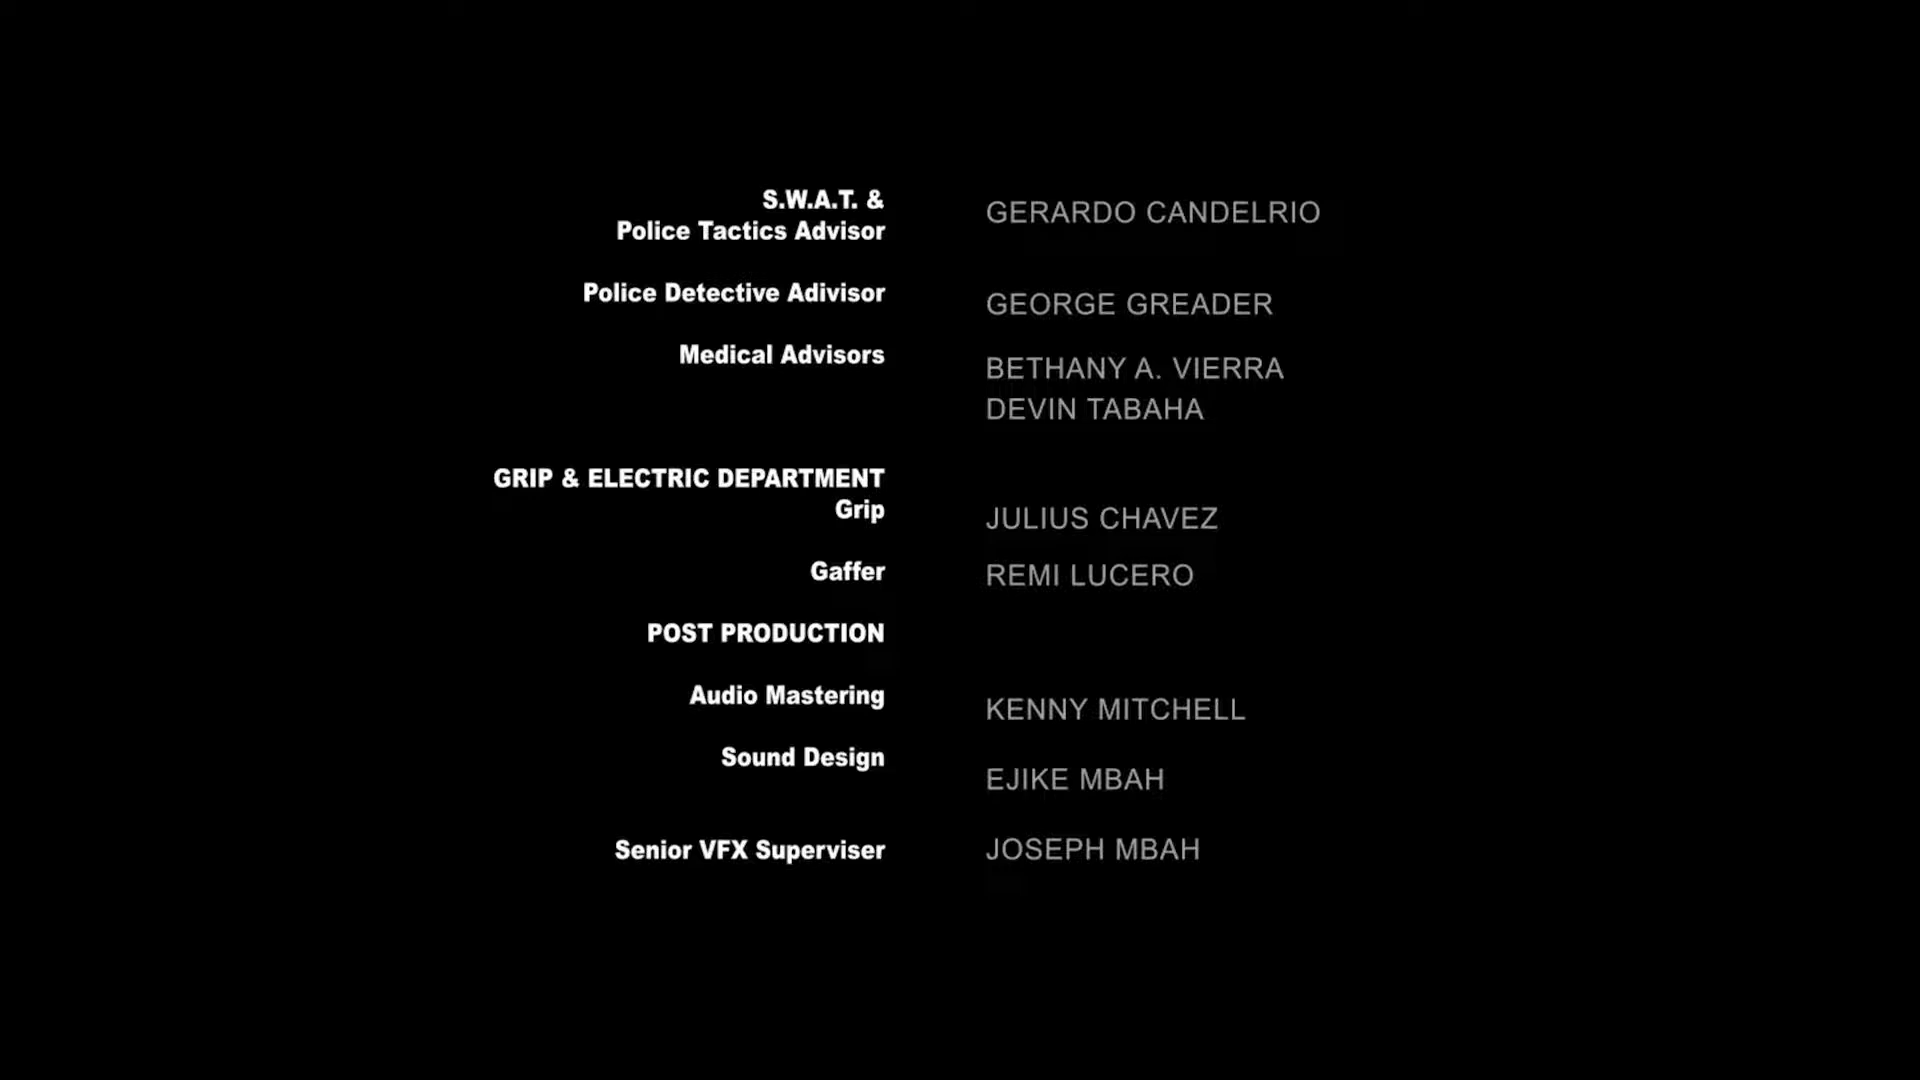 S.W.A.T. &
Police Tactics Advisor
GERARDO CANDELRIO
Police Detective Adivisor
GEORGE GREADER
Medical Advisors
BETHANY A. VIERRA
DEVIN TABAHA
GRIP & ELECTRIC DEPARTMENT
Grip
JULIUS CHAVEZ
Gaffer
REMI LUCERO
POST PRODUCTION
Audio Mastering
KENNY MITCHELL
Sound Design
EJIKE MBAH
Senior VFX Superviser
JOSEPH MBAH